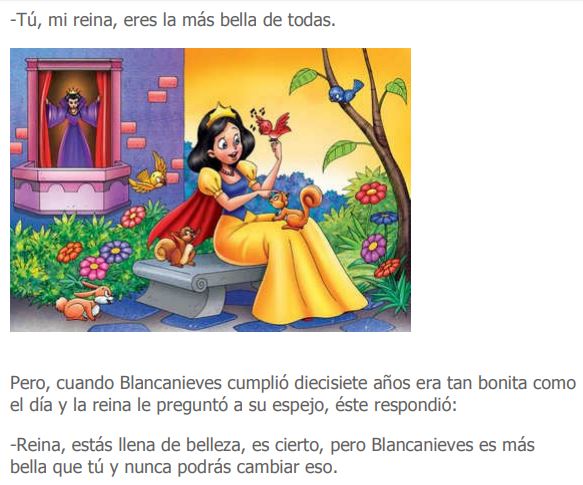 -Tú, mi reina, eres la más bella de todas.
Pero, cuando Blancanieves cumplió diecisiete años era tan bonita como
el día y la reina le preguntó a su espejo, éste respondió:
-Reina, estás llena de belleza, es cierto, pero Blancanieves es más
bella que tú y nunca podrás cambiar eso.